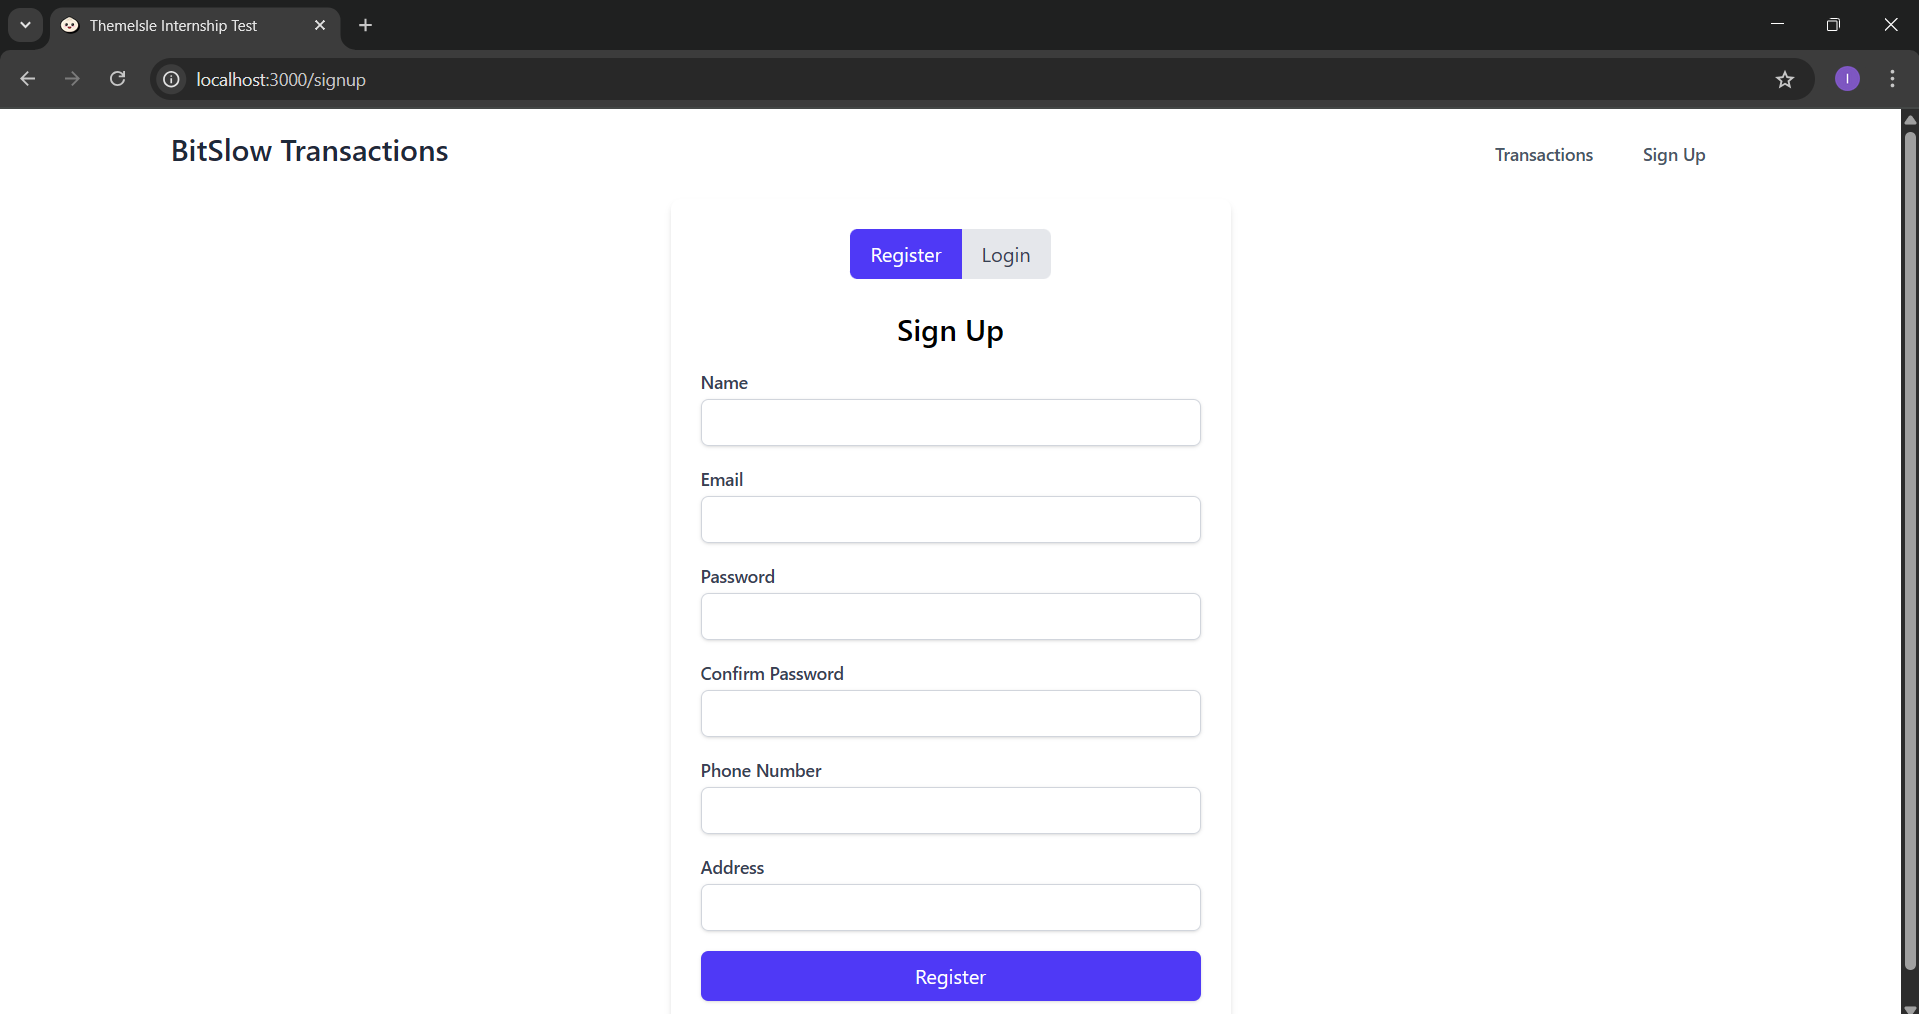 ThemeIsle Internship Test
localhost:3000/signup
I
BitSlow Transactions
Transactions
Sign Up
Register
Login
Sign Up
Name
Email
Password
Confirm Password
Phone Number
Address
Register